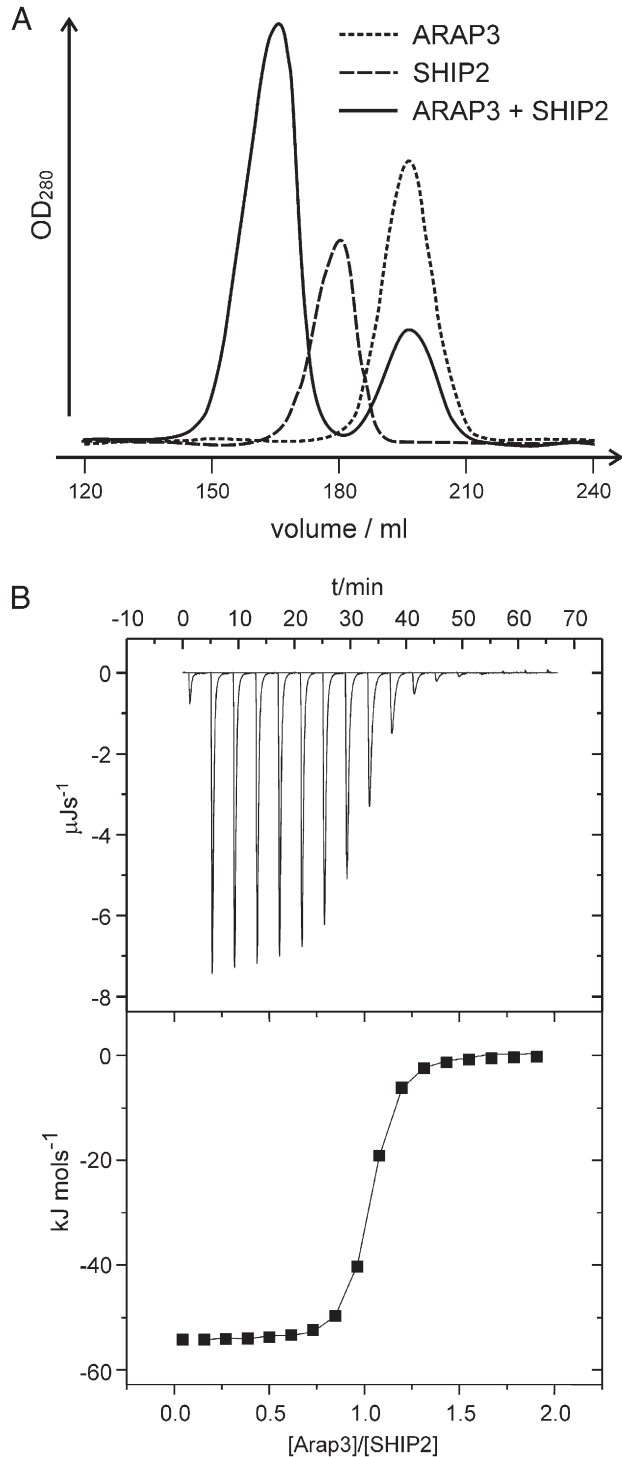 A
ARAP3
SHIP2
ARAP3 + SHIP2
OD280
120 150 180 210 240
volume / ml
B
t/min
-10 0 10 20 30 40 50 60 70
0
-2
-4
-6
-8
μJs-1
0
-20
-40
-60
kJ mols-1
0.0 0.5 1.0 1.5 2.0
[Arap3]/[SHIP2]